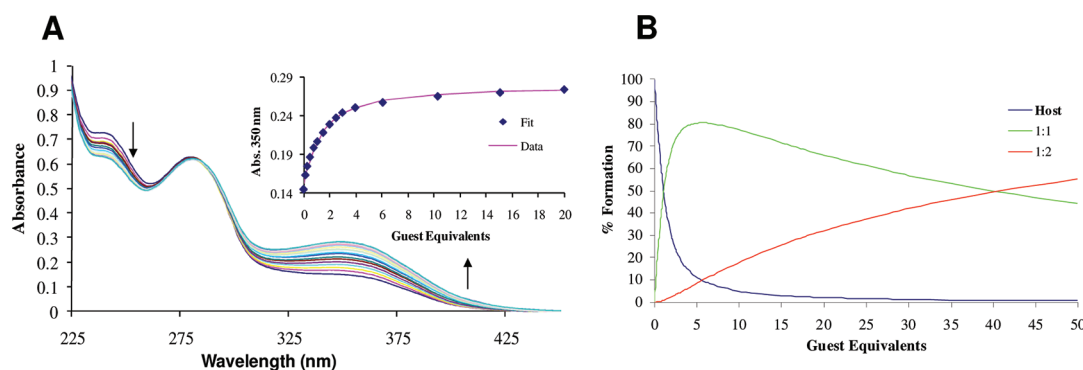 A
1
0.9
0.8
0.7
0.6
0.5
0.4
0.3
0.2
0.1
0
Absorbance
225
275
325
375
425
Wavelength (nm)
0.29
0.24
0.19
0.14
Abs. 350 nm
0 2 4 6 8 10 12 14 16 18 20
Guest Equivalents
Fit
Data
B
100
90
80
70
60
50
40
30
20
10
0
% Formation
0 5 10 15 20 25 30 35 40 45 50
Guest Equivalents
Host
1:1
1:2